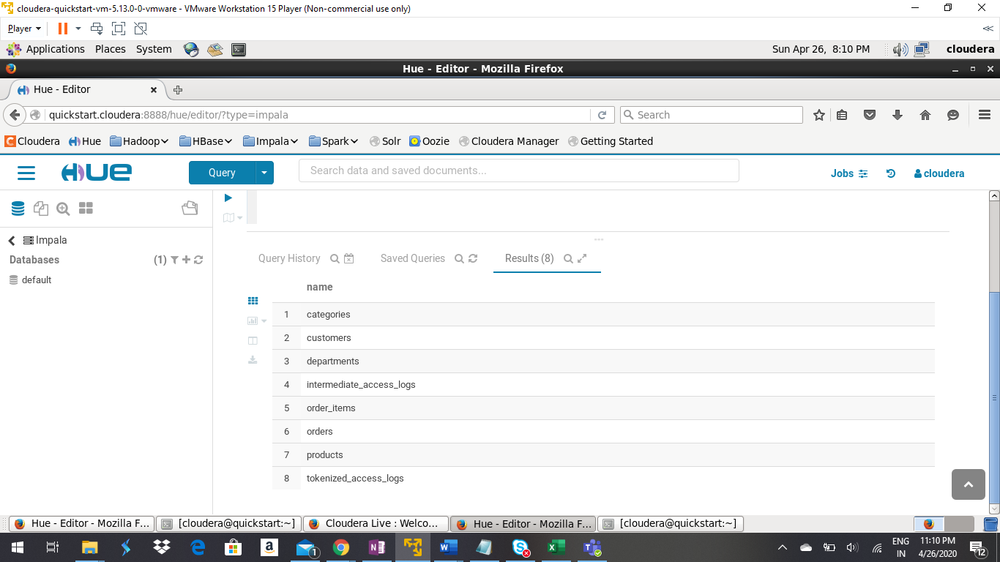 cloudera-quickstart-vm-5.13.0-0-vmware - VMware Workstation 15 Player (Non-commercial use only)
Player
Applications Places System Sun Apr 26, 8:10 PM cloudera
Hue - Editor - Mozilla Firefox
Hue - Editor
quickstart.cloudera:8888/hue/editor/?type=impala Search
Cloudera Hue Hadoop HBase Impala Spark Solr Oozie Cloudera Manager Getting Started
HUE Query Search data and saved documents... Jobs cloudera
Impala
Databases (1)
default
Query History Saved Queries Results (8)
name
1 categories
2 customers
3 departments
4 intermediate_access_logs
5 order_items
6 orders
7 products
8 tokenized_access_logs
Hue - Editor - Mozilla F... [cloudera@quickstart:~] Cloudera Live : Welco... Hue - Editor - Mozilla F... [cloudera@quickstart:~]
ENG 11:10 PM
IN 4/26/2020 12